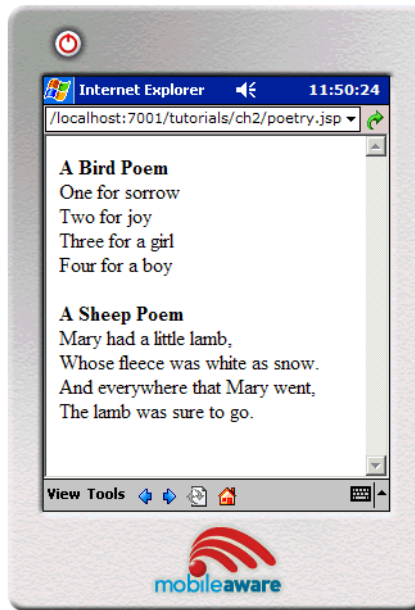 Internet Explorer 11:50:24
/localhost:7001/tutorials/ch2/poetry.jsp
A Bird Poem
One for sorrow
Two for joy
Three for a girl
Four for a boy
A Sheep Poem
Mary had a little lamb,
Whose fleece was white as snow.
And everywhere that Mary went,
The lamb was sure to go.
View Tools
mobileaware